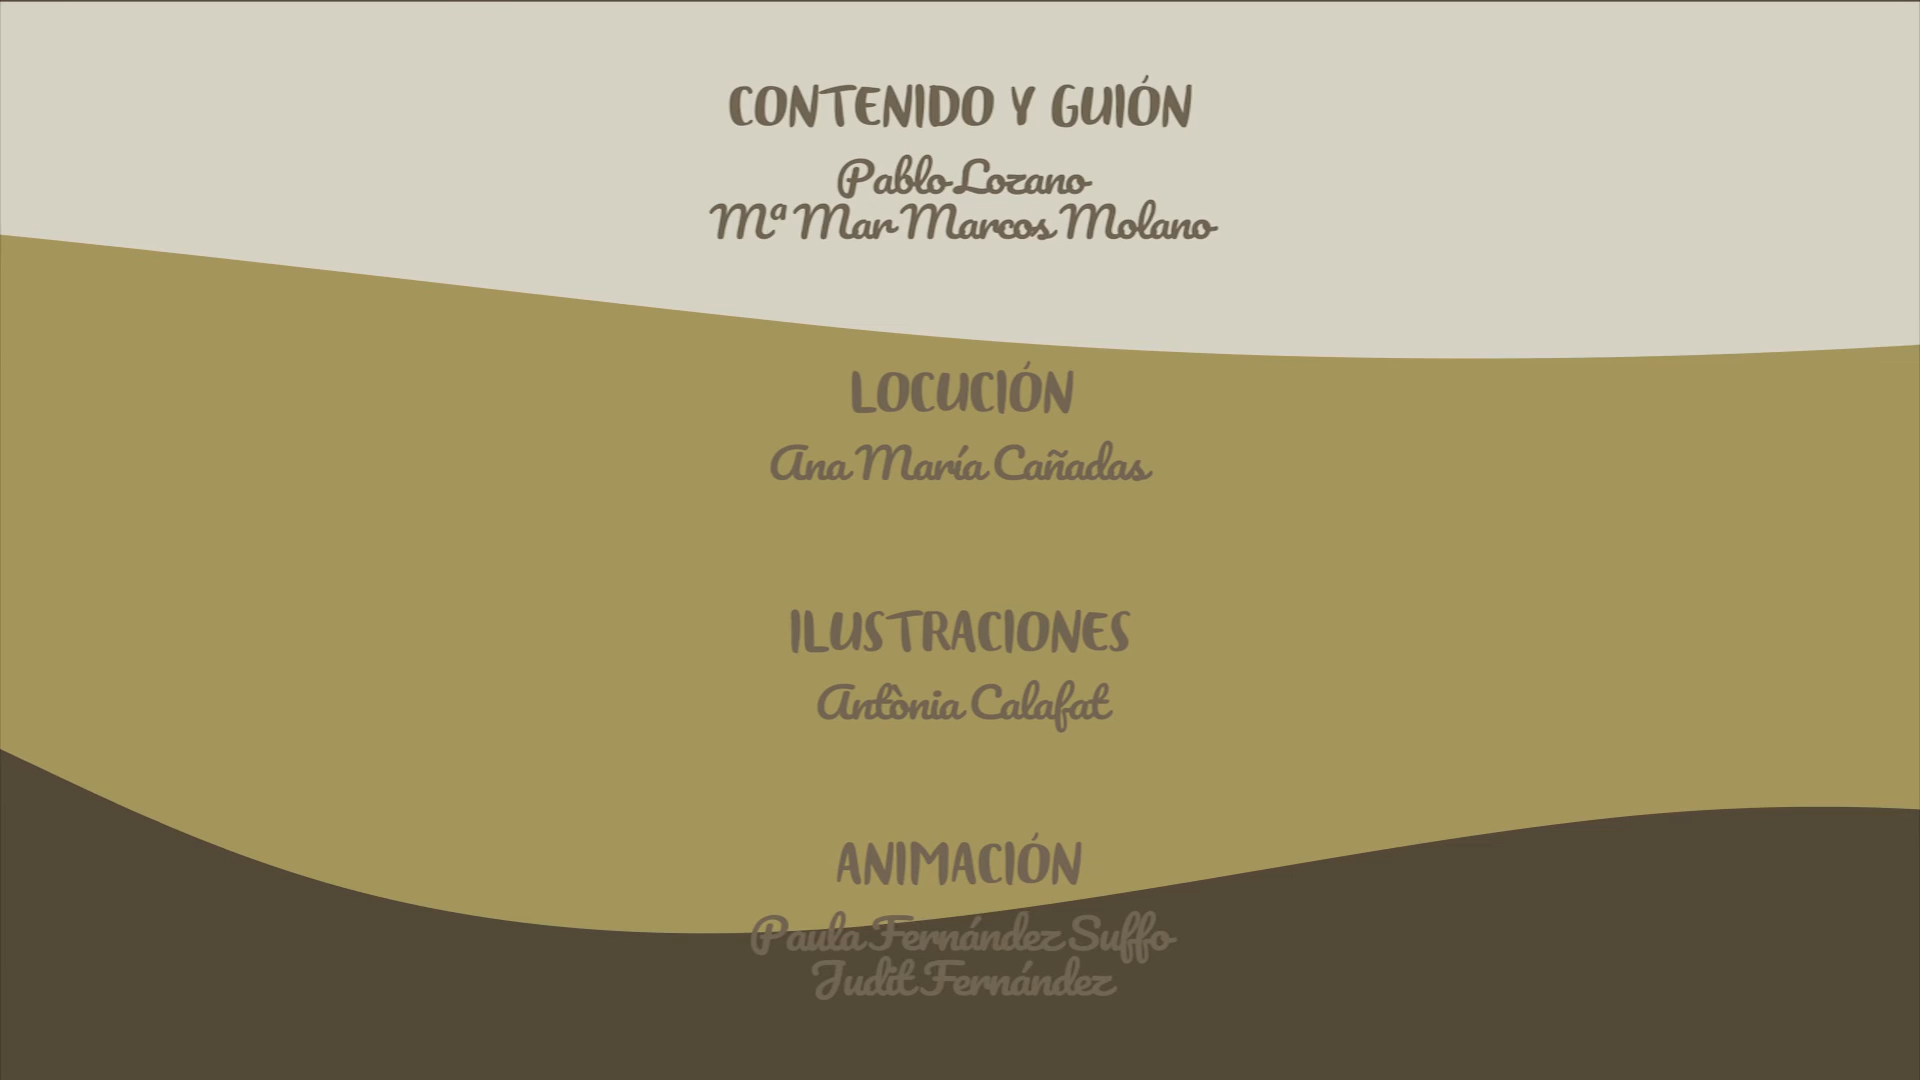 CONTENIDO Y GUIÓN
Pablo Lozano
Mª Mar Marcos Molano
LOCUCIÓN
Ana María Cañadas
ILUSTRACIONES
Antònia Calafat
ANIMACIÓN
Paula Fernández Suffo
Judit Fernández